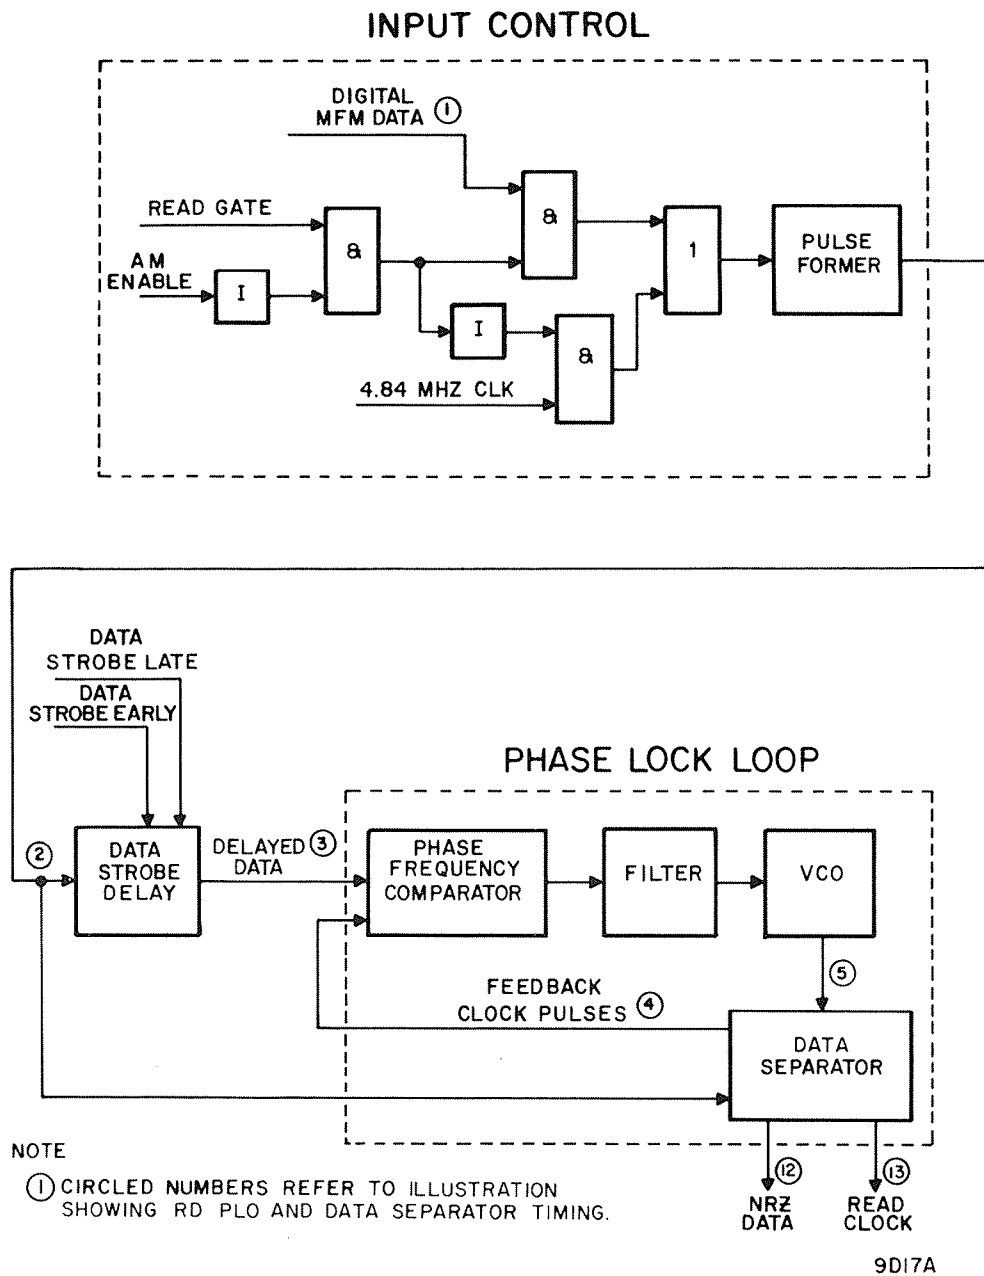 INPUT CONTROL
DIGITAL
MFM DATA 1
READ GATE
&
&
1
PULSE
FORMER
AM
ENABLE
I
I
&
4.84 MHZ CLK
DATA
STROBE LATE
DATA
STROBE EARLY
PHASE LOCK LOOP
2
DATA
STROBE
DELAY
DELAYED 3
DATA
PHASE
FREQUENCY
COMPARATOR
FILTER
VCO
5
FEEDBACK
CLOCK PULSES 4
DATA
SEPARATOR
12
13
NRZ
DATA
READ
CLOCK
NOTE
1 CIRCLED NUMBERS REFER TO ILLUSTRATION
SHOWING RD PLO AND DATA SEPARATOR TIMING.
9D17A